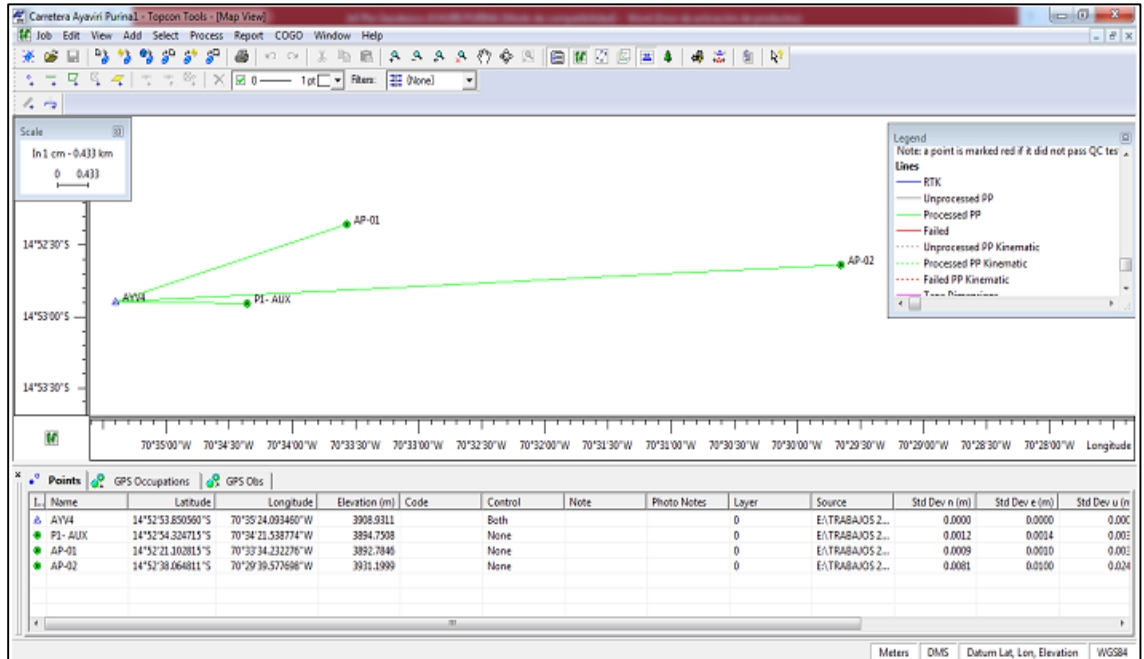 Carretera Ayaviri Purina1 - Topcon Tools - [Map View]
Job Edit View Add Select Process Report COGO Window Help
0 1 pt Filters: (None)
Scale
In 1 cm - 0.433 km
0 0.433
Legend
Note: a point is marked red if it did not pass QC tes
Lines
RTK
Unprocessed PP
Processed PP
Failed
Unprocessed PP Kinematic
Processed PP Kinematic
Failed PP Kinematic
AP-01
AP-02
AYV4
P1- AUX
14°52'30"S
14°53'00"S
14°53'30"S
70°35'00"W 70°34'30"W 70°34'00"W 70°33'30"W 70°33'00"W 70°32'30"W 70°32'00"W 70°31'30"W 70°31'00"W 70°30'30"W 70°30'00"W 70°29'30"W 70°29'00"W 70°28'30"W 70°28'00"W Longitude
Points GPS Occupations GPS Obs
I... Name Latitude Longitude Elevation (m) Code Control Note Photo Notes Layer Source Std Dev n (m) Std Dev e (m) Std Dev u (m
AYV4 14°52'53.850560"S 70°35'24.093460"W 3908.9311 Both 0 E:\TRABAJOS 2... 0.0000 0.0000 0.000
P1- AUX 14°52'54.324715"S 70°34'21.538774"W 3894.7508 None 0 E:\TRABAJOS 2... 0.0012 0.0014 0.003
AP-01 14°52'21.102815"S 70°33'34.232276"W 3892.7846 None 0 E:\TRABAJOS 2... 0.0009 0.0010 0.003
AP-02 14°52'38.064811"S 70°29'39.577698"W 3931.1999 None 0 E:\TRABAJOS 2... 0.0081 0.0100 0.024
Meters DMS Datum Lat, Lon, Elevation WGS84